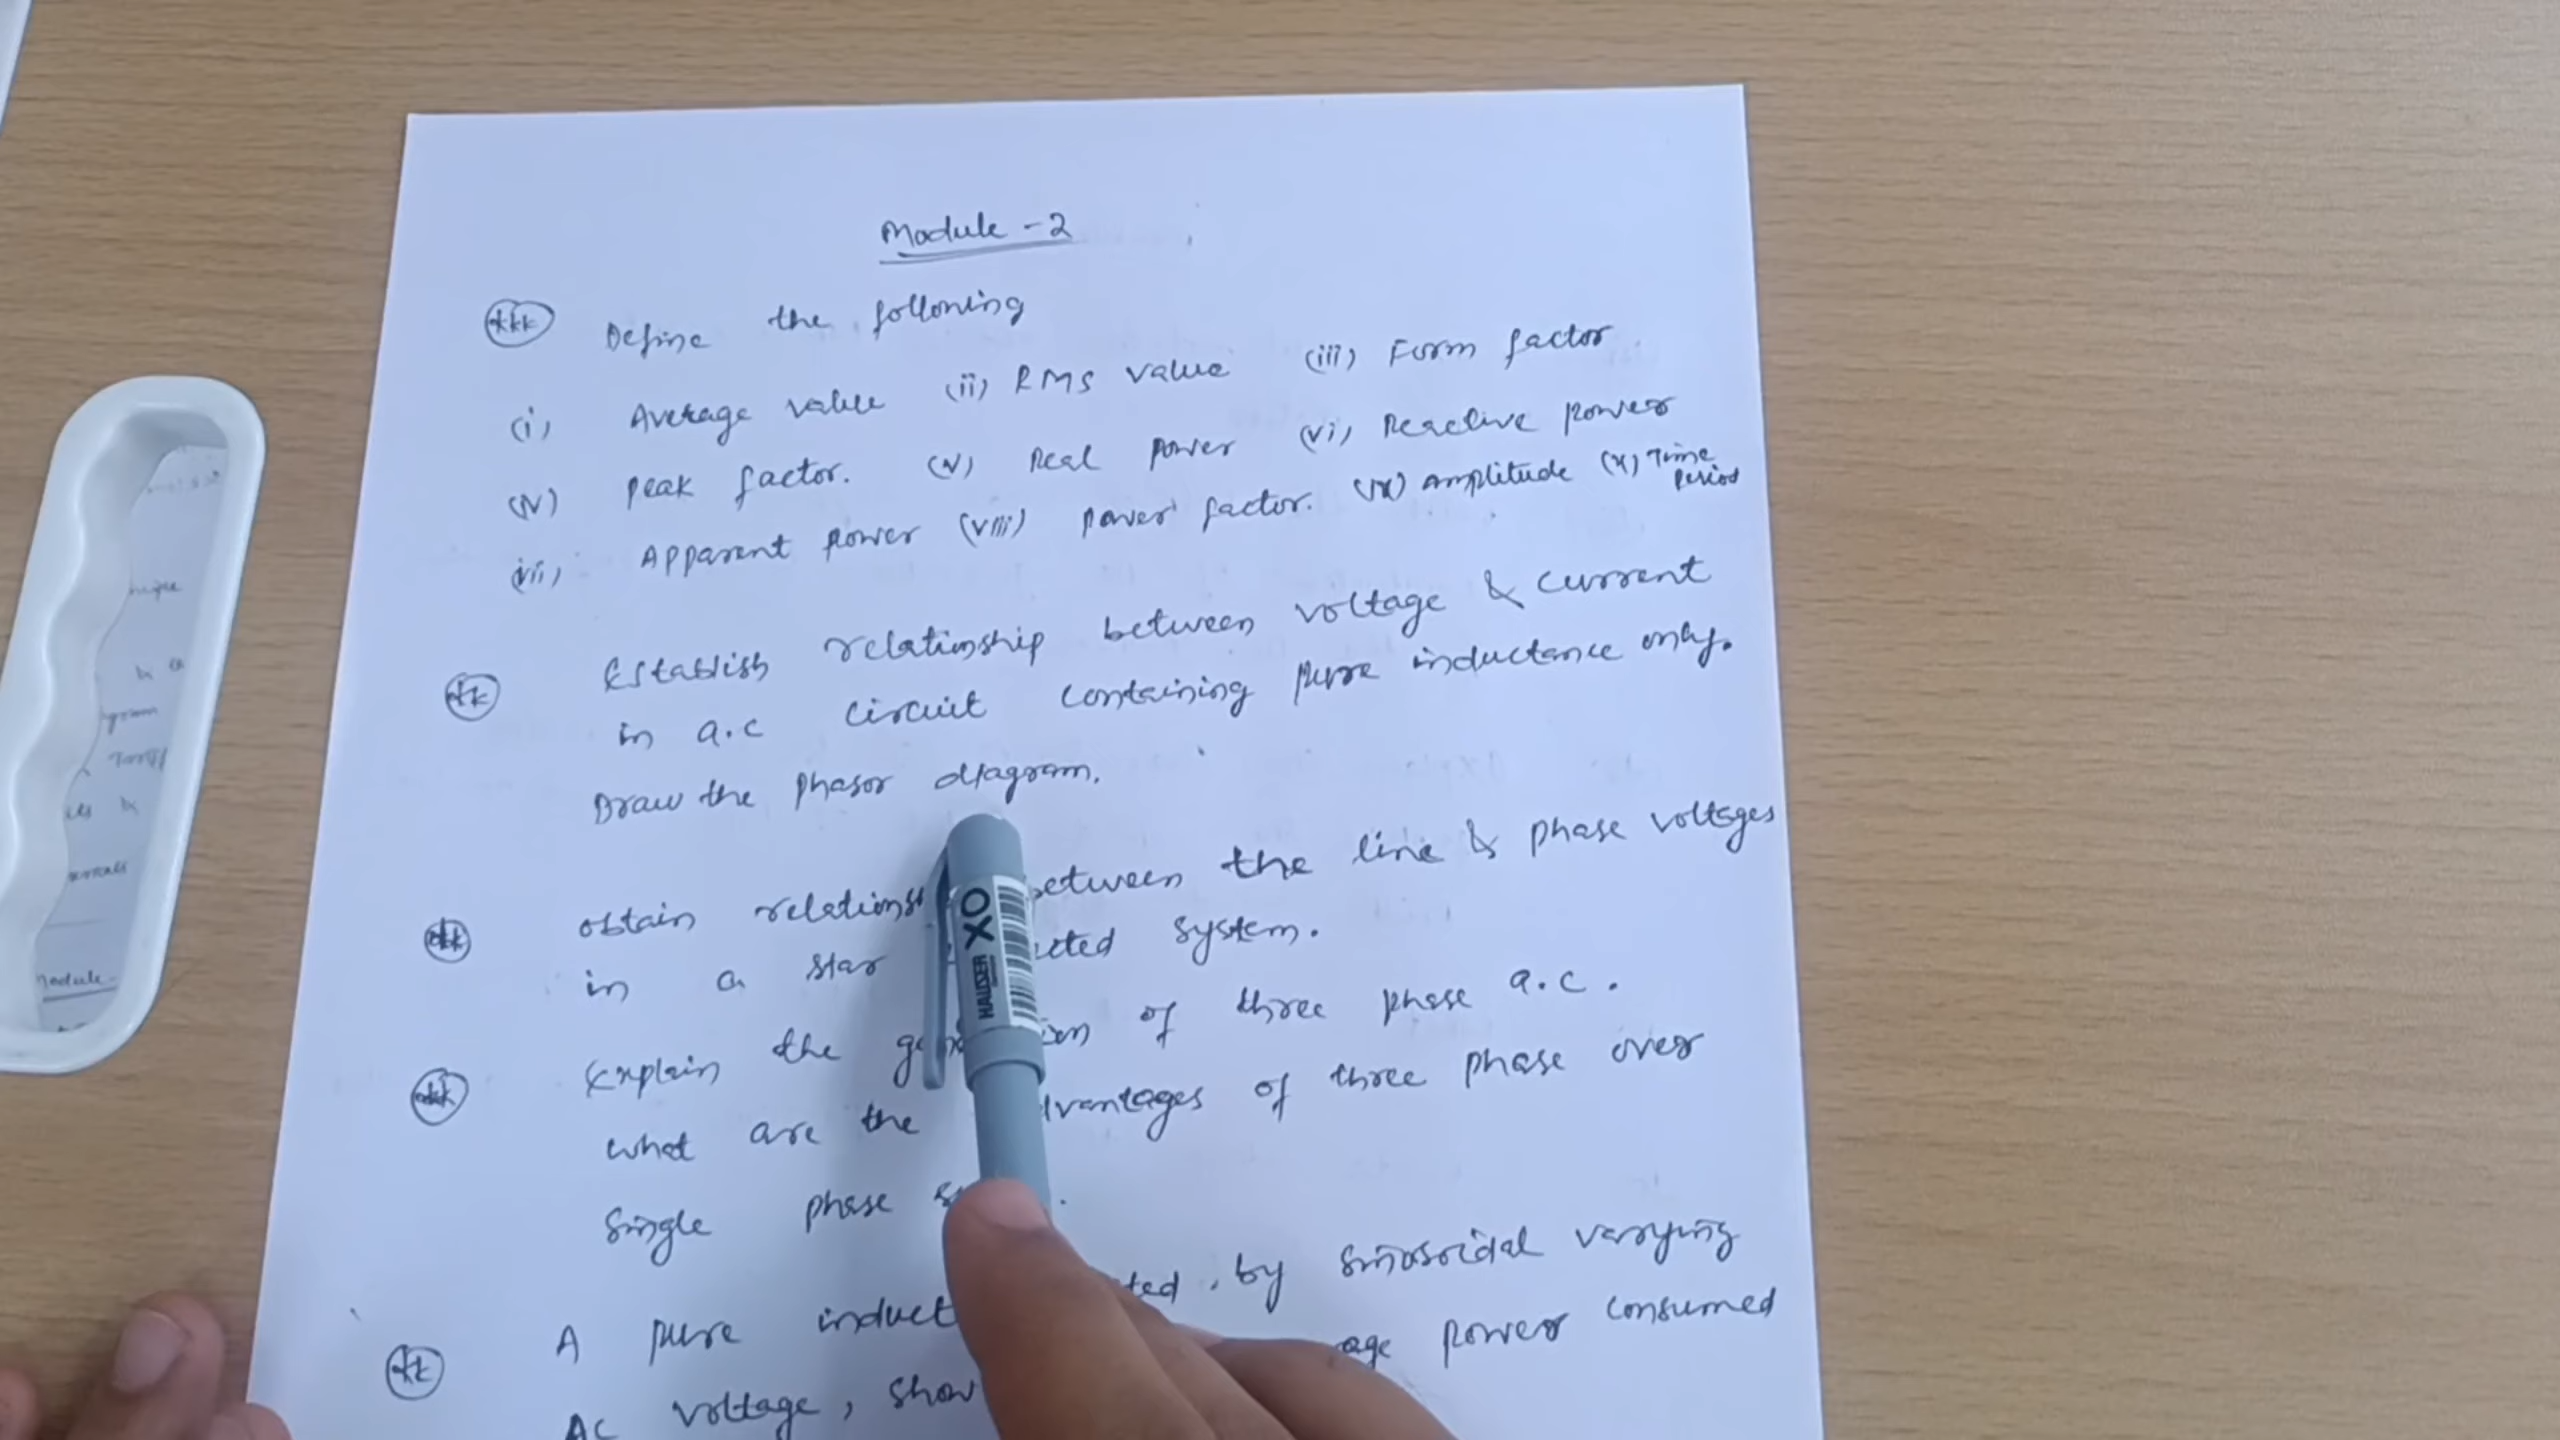 Module - 2
Define the following
(i) Average value (ii) RMS value (iii) Form factor
(iv) peak factor. (v) Real power (vi) Reactive power
(vii) Apparent power (viii) power factor. (ix) amplitude (x) Time period
Establish relationship between voltage & current
in a.c circuit containing pure inductance only.
Draw the phasor diagram.
obtain between the line & phase voltages
in a star system.
Explain the of three phase a.c.
what are the of three phase over
single phase
A pure by sinusoidal varying
AC voltage, power consumed
OX
HAUSER
Module-